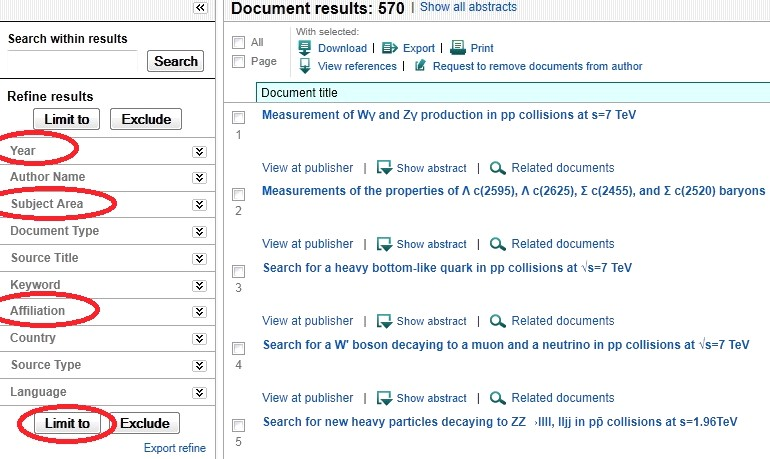 Document results: 570 | Show all abstracts
Search within results
Search
All
Page
With selected:
Download | Export | Print
View references | Request to remove documents from author
Refine results
Limit to Exclude
Year
Author Name
Subject Area
Document Type
Source Title
Keyword
Affiliation
Country
Source Type
Language
Limit to Exclude
Export refine
Document title
1 Measurement of Wγ and Zγ production in pp collisions at s=7 TeV
View at publisher | Show abstract | Related documents
2 Measurements of the properties of Λ c(2595), Λ c(2625), Σ c(2455), and Σ c(2520) baryons
View at publisher | Show abstract | Related documents
3 Search for a heavy bottom-like quark in pp collisions at √s=7 TeV
View at publisher | Show abstract | Related documents
4 Search for a W' boson decaying to a muon and a neutrino in pp collisions at √s=7 TeV
View at publisher | Show abstract | Related documents
5 Search for new heavy particles decaying to ZZ →llll, lljj in pp̄ collisions at s=1.96TeV